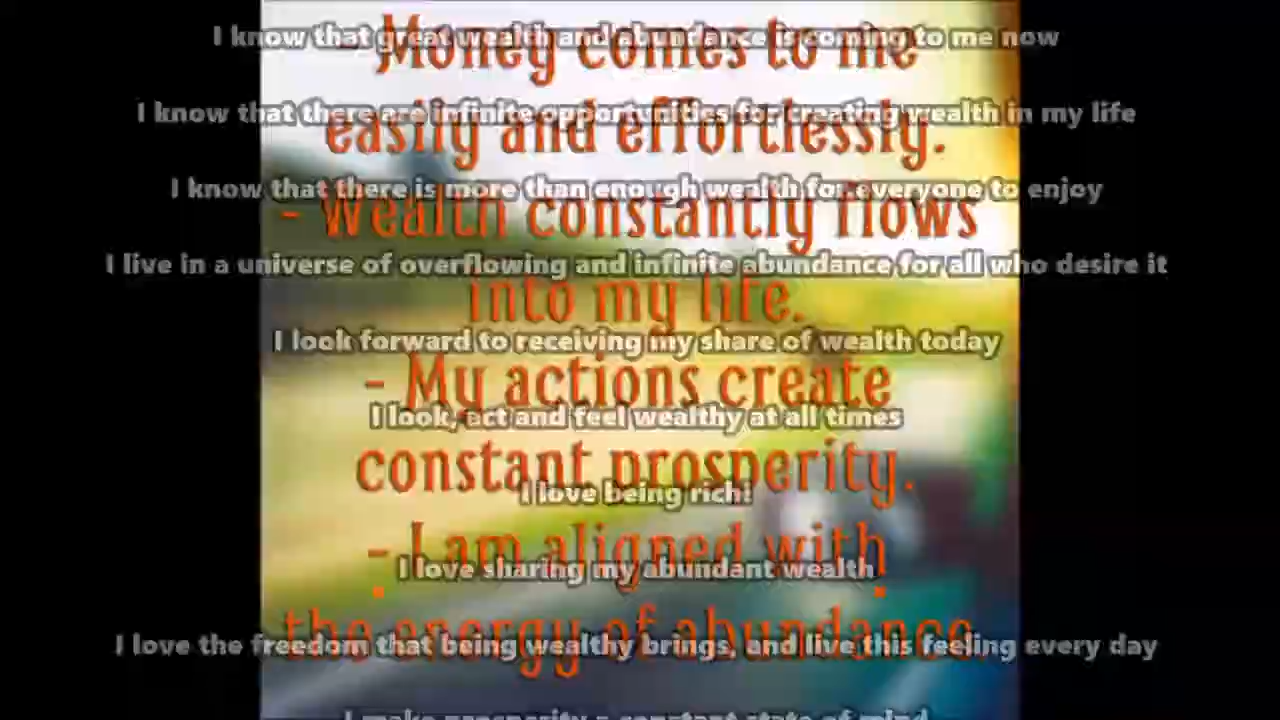 I know that great wealth and abundance is coming to me now
- Money comes to me
I know that there are infinite opportunities for creating wealth in my life
easily and effortlessly.
I know that there is more than enough wealth for everyone to enjoy
- Wealth constantly flows
I live in a universe of overflowing and infinite abundance for all who desire it
into my life.
I look forward to receiving my share of wealth today
- My actions create
I look, act and feel wealthy at all times
constant prosperity.
I love being rich!
- I am aligned with
I love sharing my abundant wealth
the energy of abundance.
I love the freedom that being wealthy brings, and live this feeling every day
I make prosperity a constant state of mind